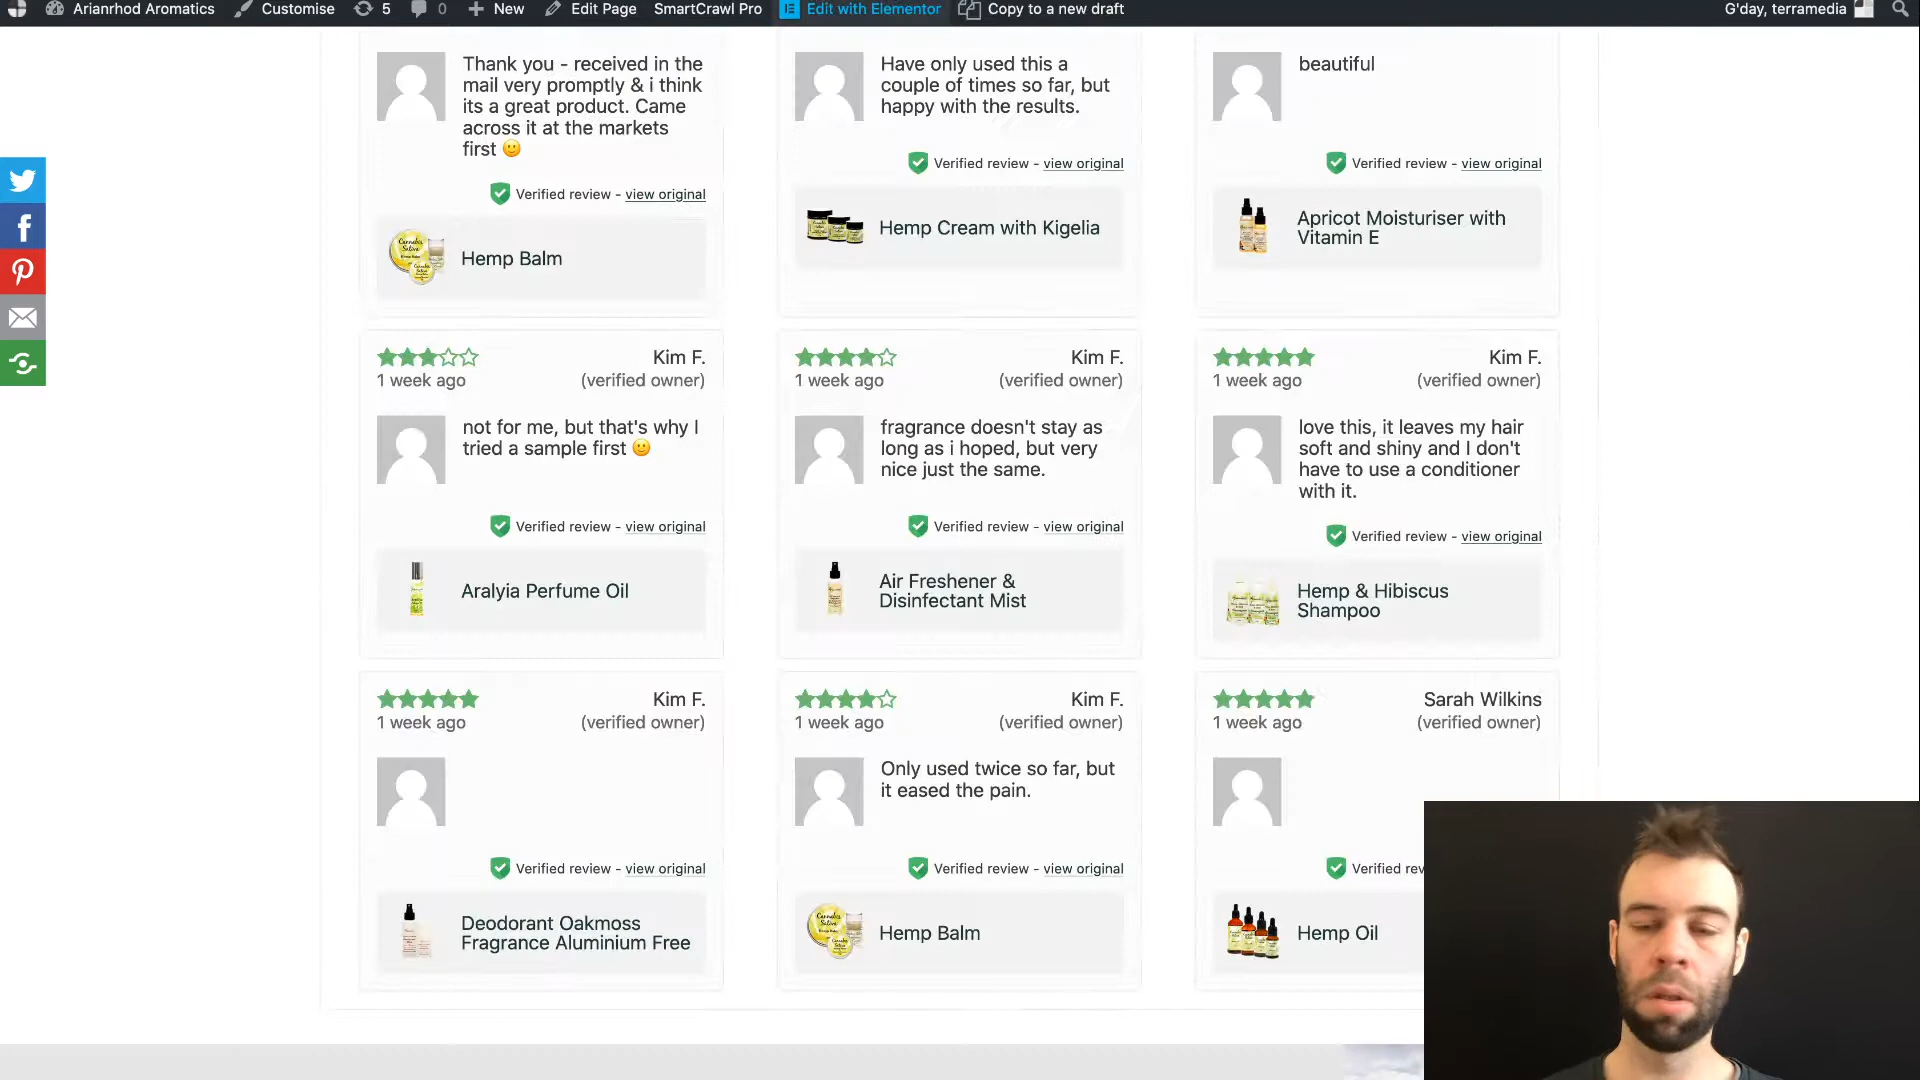 Arianrhod Aromatics
Customise
5
0
New
Edit Page
SmartCrawl Pro
Edit with Elementor
Copy to a new draft
G'day, terramedia
Thank you - received in the
mail very promptly & i think
its a great product. Came
across it at the markets
first 🙂
Verified review - view original
Hemp Balm
Have only used this a
couple of times so far, but
happy with the results.
Verified review - view original
Hemp Cream with Kigelia
beautiful
Verified review - view original
Apricot Moisturiser with
Vitamin E
Kim F.
1 week ago
(verified owner)
not for me, but that's why I
tried a sample first 🙂
Verified review - view original
Aralyia Perfume Oil
Kim F.
1 week ago
(verified owner)
fragrance doesn't stay as
long as i hoped, but very
nice just the same.
Verified review - view original
Air Freshener &
Disinfectant Mist
Kim F.
1 week ago
(verified owner)
love this, it leaves my hair
soft and shiny and I don't
have to use a conditioner
with it.
Verified review - view original
Hemp & Hibiscus
Shampoo
Kim F.
1 week ago
(verified owner)
Verified review - view original
Deodorant Oakmoss
Fragrance Aluminium Free
Kim F.
1 week ago
(verified owner)
Only used twice so far, but
it eased the pain.
Verified review - view original
Hemp Balm
Sarah Wilkins
1 week ago
(verified owner)
Verified rev
Hemp Oil